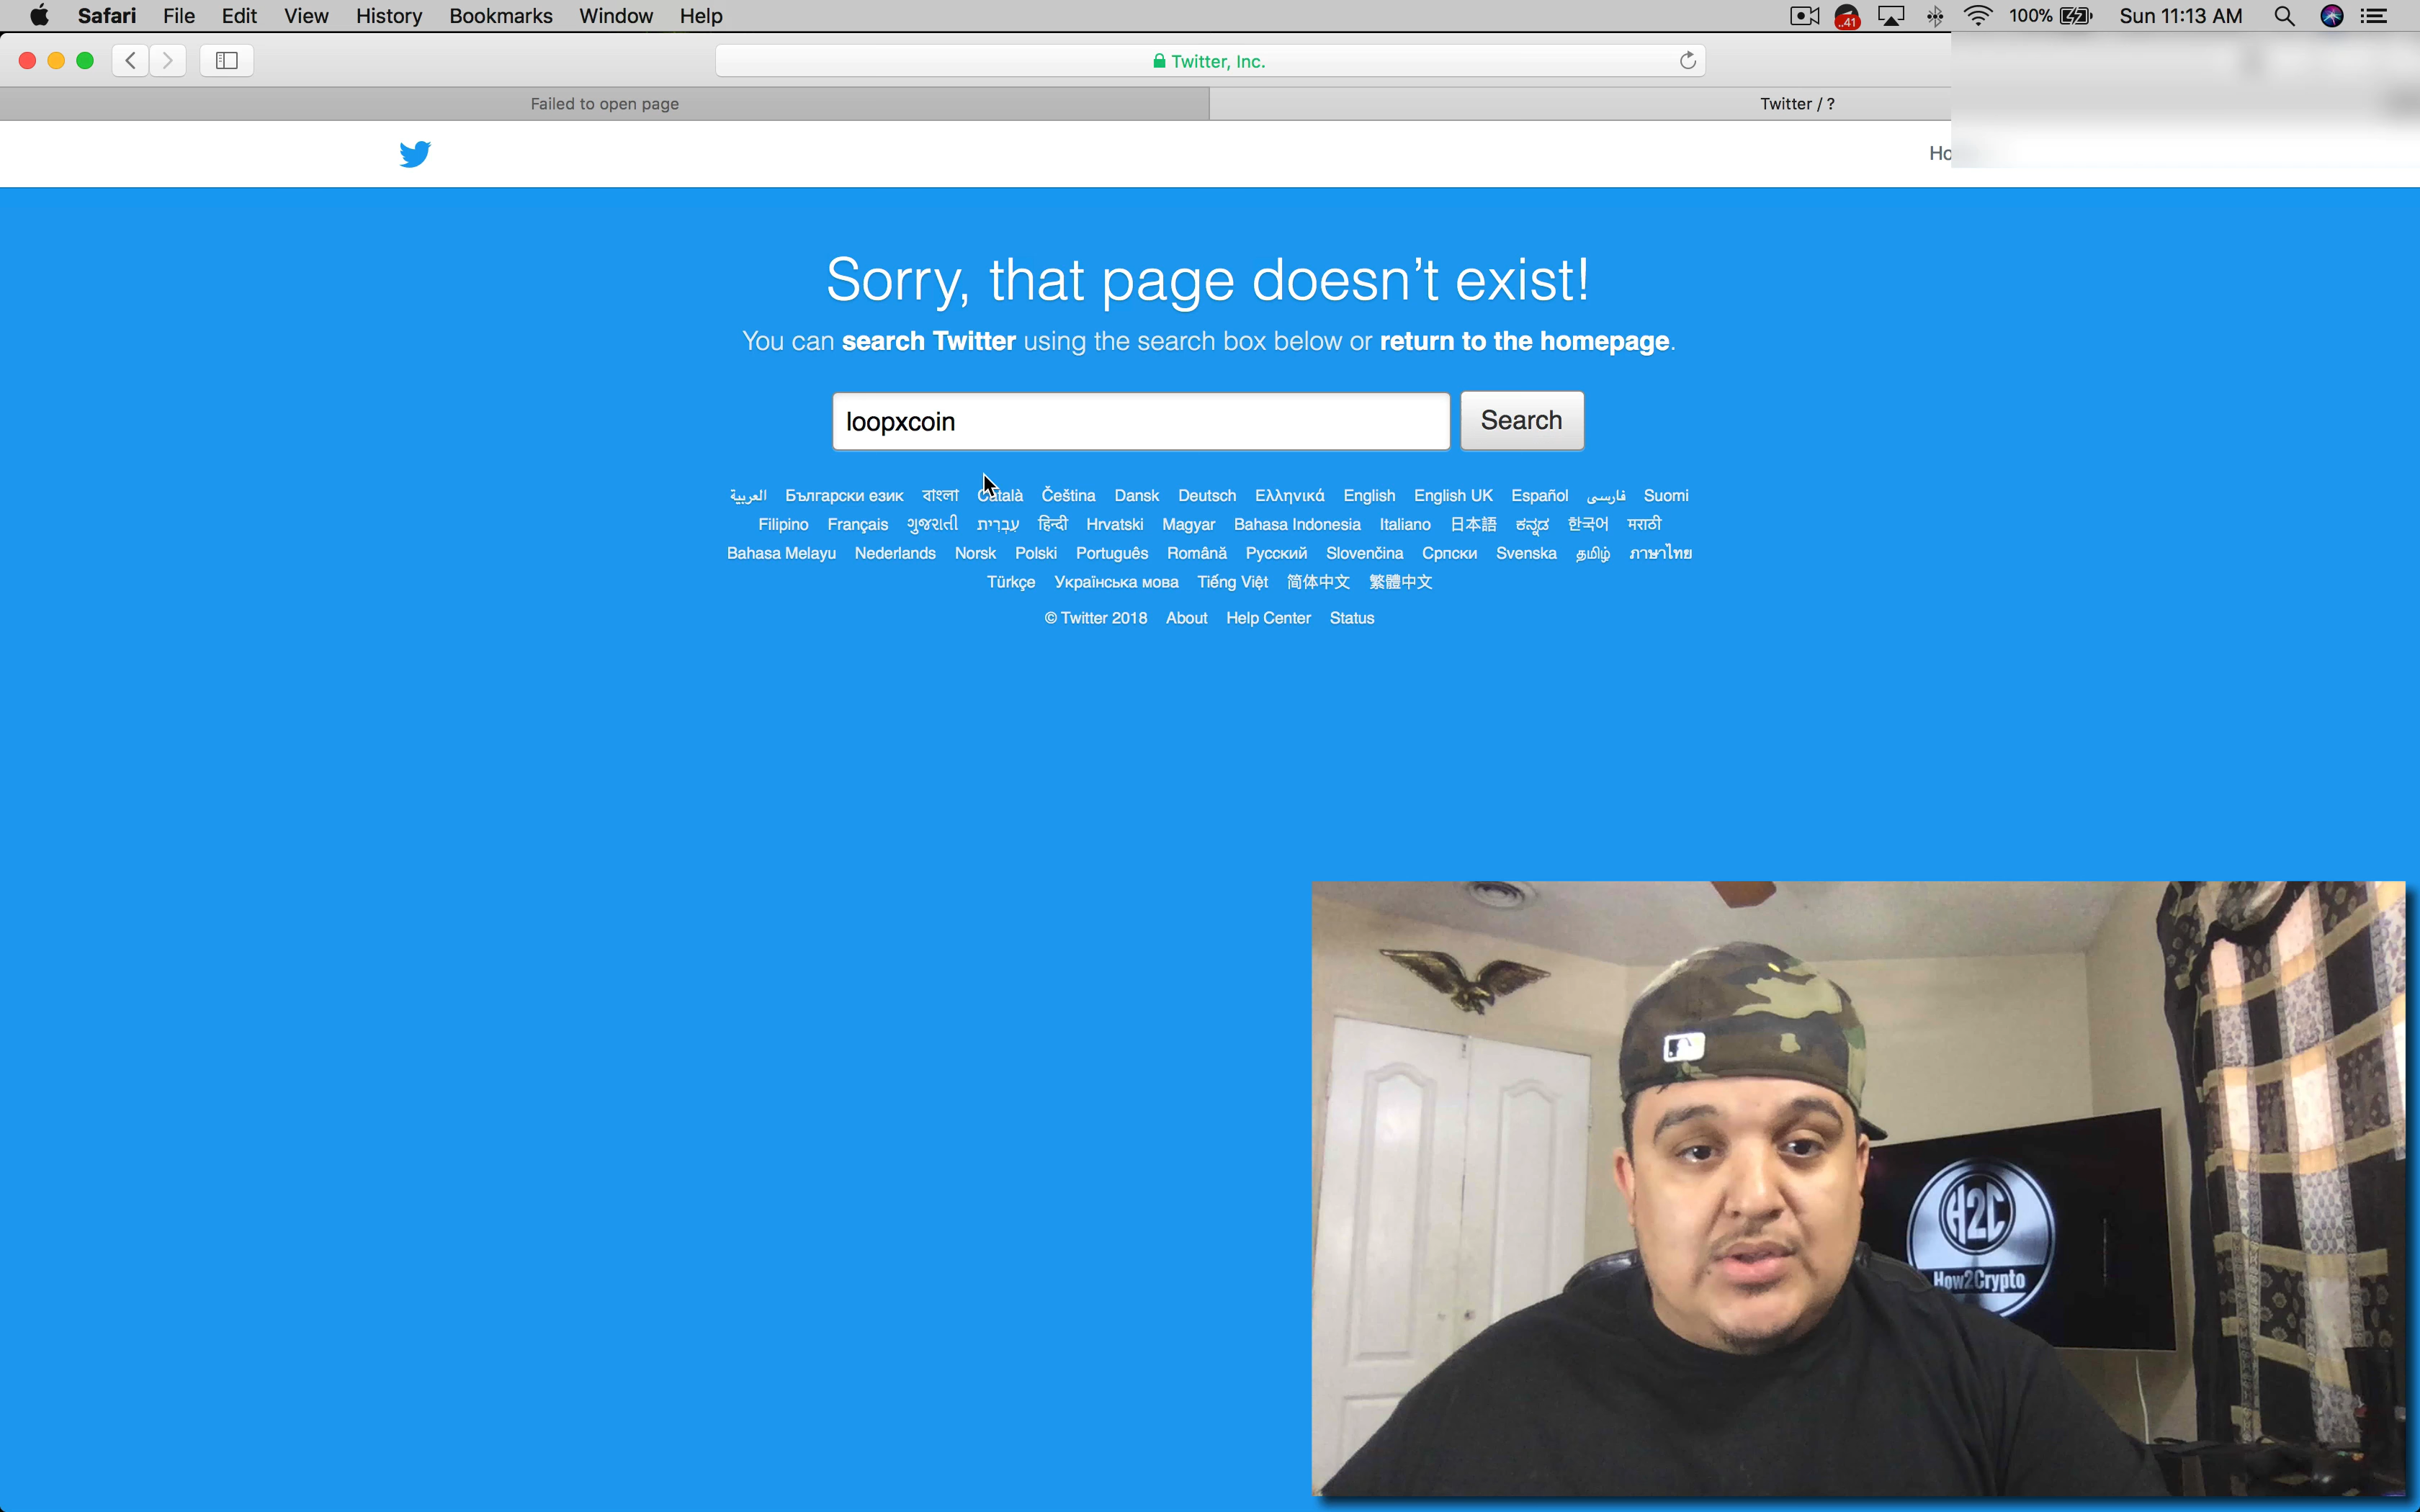 Safari File Edit View History Bookmarks Window Help 100% Sun 11:13 AM
..41
Twitter, Inc.
Failed to open page Twitter / ?
Ho
Sorry, that page doesn’t exist!
You can search Twitter using the search box below or return to the homepage.
loopxcoin Search
العربية Български език বাংলা Català Čeština Dansk Deutsch Ελληνικά English English UK Español فارسی Suomi
Filipino Français ગુજરાતી עִבְרִית हिन्दी Hrvatski Magyar Bahasa Indonesia Italiano 日本語 ಕನ್ನಡ 한국어 मराठी
Bahasa Melayu Nederlands Norsk Polski Português Română Русский Slovenčina Српски Svenska தமிழ் ภาษาไทย
Türkçe Українська мова Tiếng Việt 简体中文 繁體中文
© Twitter 2018 About Help Center Status
H2C
How2Crypto